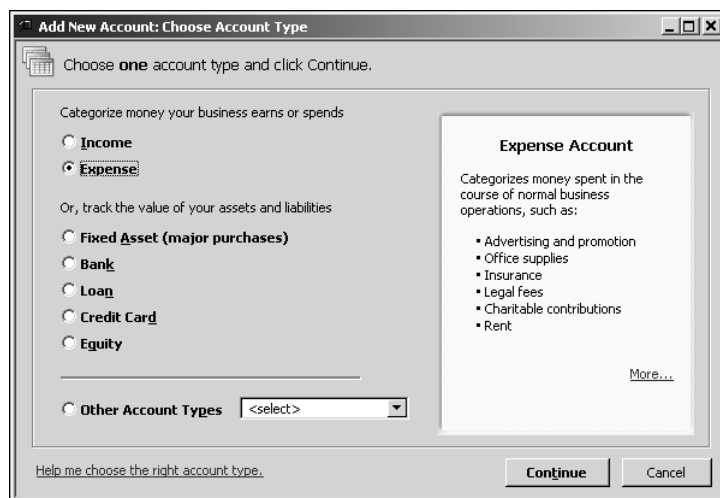 Add New Account: Choose Account Type
Choose one account type and click Continue.
Categorize money your business earns or spends
Income
Expense
Or, track the value of your assets and liabilities
Fixed Asset (major purchases)
Bank
Loan
Credit Card
Equity
Other Account Types
<select>
Expense Account
Categorizes money spent in the
course of normal business
operations, such as:
▪ Advertising and promotion
▪ Office supplies
▪ Insurance
▪ Legal fees
▪ Charitable contributions
▪ Rent
More...
Help me choose the right account type.
Continue
Cancel